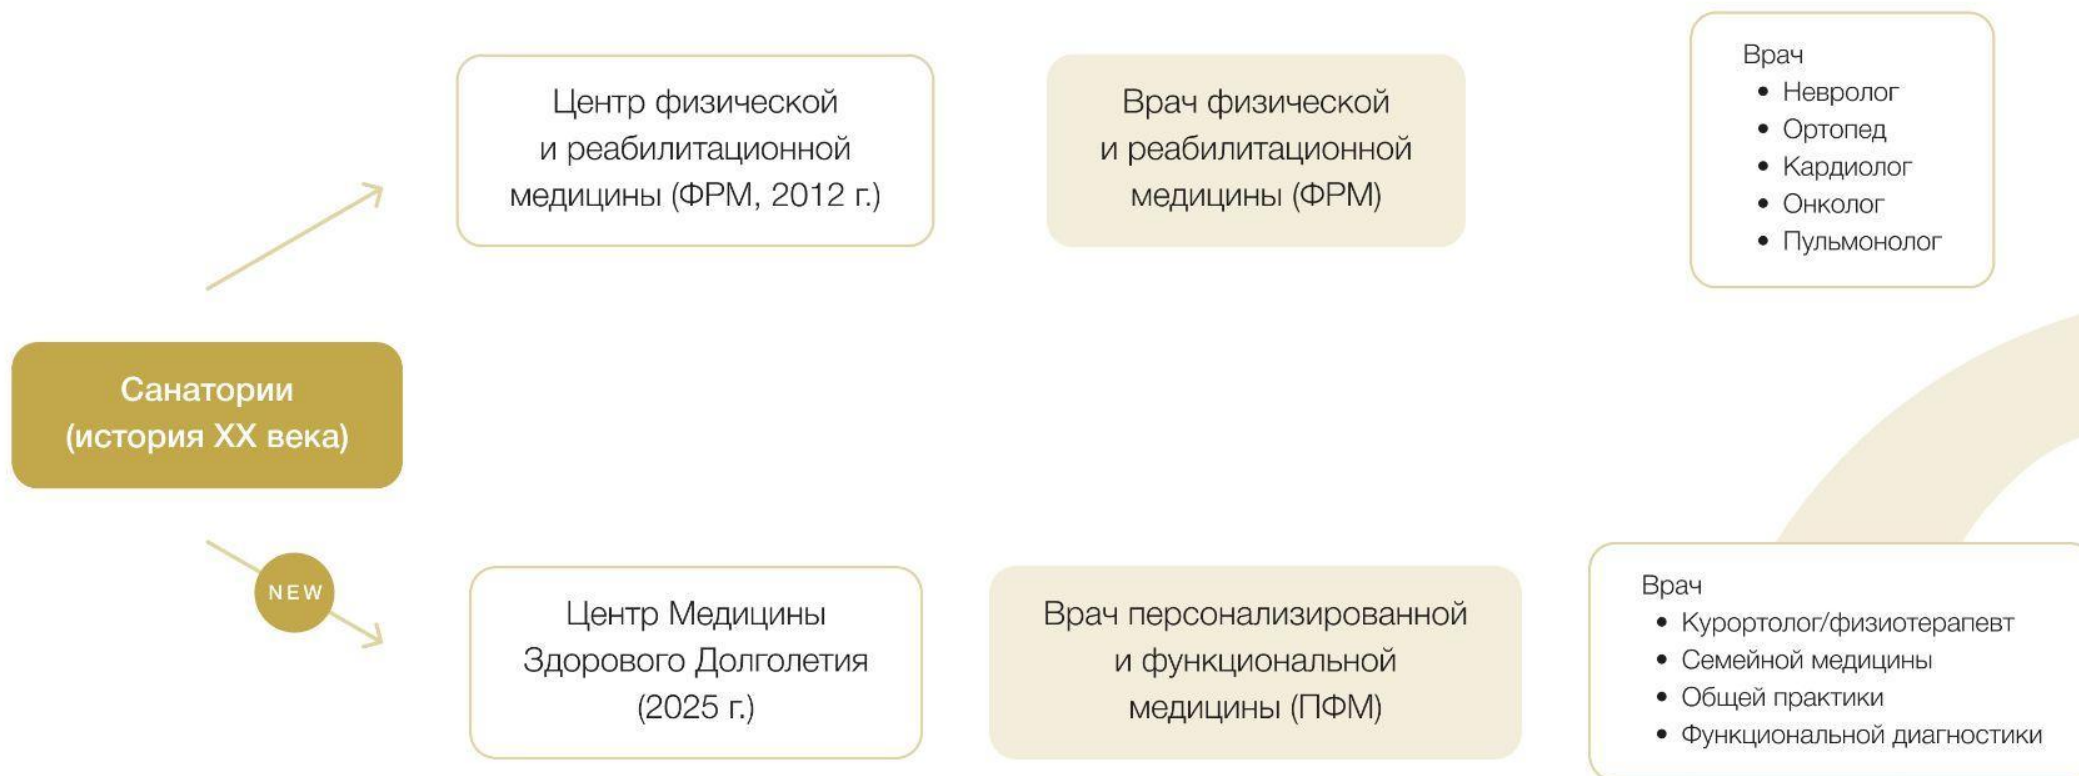 Центр физической
и реабилитационной
медицины (ФРМ, 2012 г.)
Врач физической
и реабилитационной
медицины (ФРМ)
Врач
• Невролог
• Ортопед
• Кардиолог
• Онколог
• Пульмонолог
Санатории
(история XX века)
NEW
Центр Медицины
Здорового Долголетия
(2025 г.)
Врач персонализированной
и функциональной
медицины (ПФМ)
Врач
• Курортолог/физиотерапевт
• Семейной медицины
• Общей практики
• Функциональной диагностики